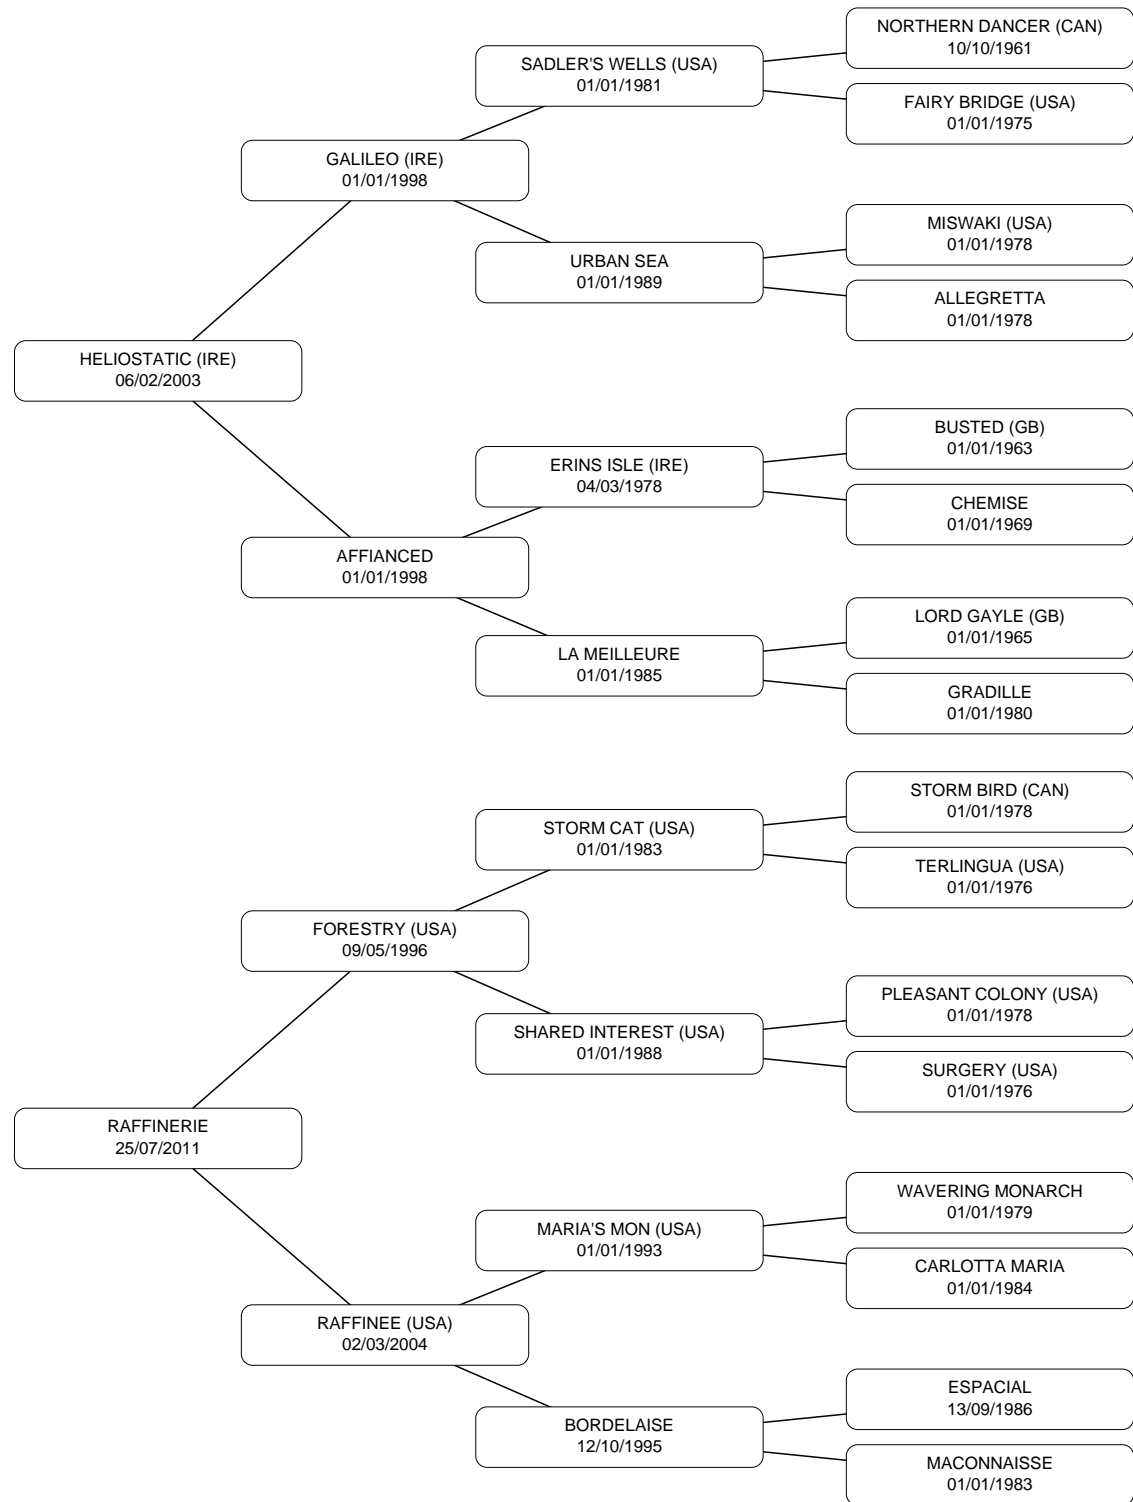 NORTHERN DANCER (CAN)
10/10/1961
SADLER'S WELLS (USA)
01/01/1981
FAIRY BRIDGE (USA)
01/01/1975
GALILEO (IRE)
01/01/1998
MISWAKI (USA)
01/01/1978
URBAN SEA
01/01/1989
ALLEGRETTA
01/01/1978
HELIOSTATIC (IRE)
06/02/2003
BUSTED (GB)
01/01/1963
ERINS ISLE (IRE)
04/03/1978
CHEMISE
01/01/1969
AFFIANCED
01/01/1998
LORD GAYLE (GB)
01/01/1965
LA MEILLEURE
01/01/1985
GRADILLE
01/01/1980
STORM BIRD (CAN)
01/01/1978
STORM CAT (USA)
01/01/1983
TERLINGUA (USA)
01/01/1976
FORESTRY (USA)
09/05/1996
PLEASANT COLONY (USA)
01/01/1978
SHARED INTEREST (USA)
01/01/1988
SURGERY (USA)
01/01/1976
RAFFINERIE
25/07/2011
WAVERING MONARCH
01/01/1979
MARIA'S MON (USA)
01/01/1993
CARLOTTA MARIA
01/01/1984
RAFFINEE (USA)
02/03/2004
ESPACIAL
13/09/1986
BORDELAISE
12/10/1995
MACONNAISSE
01/01/1983